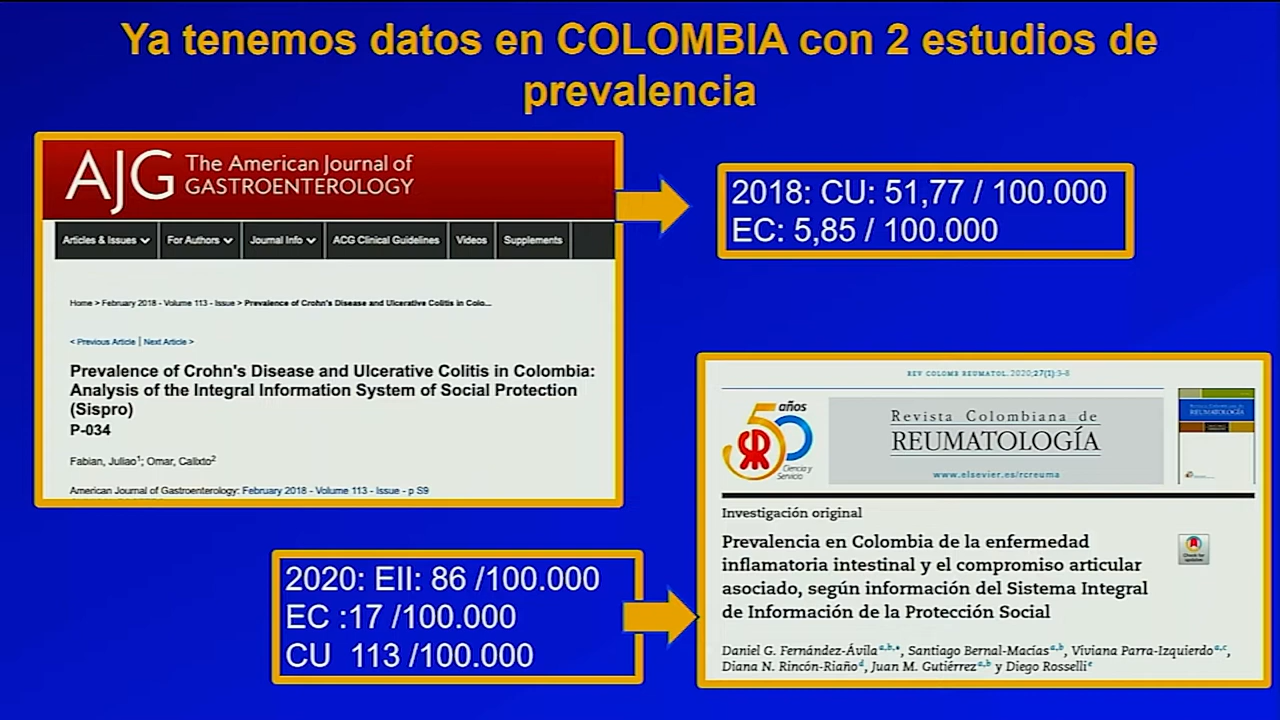 Ya tenemos datos en COLOMBIA con 2 estudios de
prevalencia
AJG The American Journal of
GASTROENTEROLOGY
Articles & Issues For Authors Journal Info ACG Clinical Guidelines Videos Supplements
Home > February 2018 - Volume 113 - Issue > Prevalence of Crohn's Disease and Ulcerative Colitis in Colo...
< Previous Article | Next Article >
Prevalence of Crohn's Disease and Ulcerative Colitis in Colombia:
Analysis of the Integral Information System of Social Protection
(Sispro)
P-034
Fabian, Juliao1; Omar, Calixto2
American Journal of Gastroenterology: February 2018 - Volume 113 - Issue - p S9
2018: CU: 51,77 / 100.000
EC: 5,85 / 100.000
REV COLOMB REUMATOL. 2020;27(1):3-8
50 años
Ciencia y
Servicio
Revista Colombiana de
REUMATOLOGÍA
www.elsevier.es/rcreuma
REUMATOLOGÍA
Investigación original
Prevalencia en Colombia de la enfermedad
inflamatoria intestinal y el compromiso articular
asociado, según información del Sistema Integral
de Información de la Protección Social
Check for
updates
Daniel G. Fernández-Ávila a,b,*, Santiago Bernal-Macías a,b, Viviana Parra-Izquierdo a,c,
Diana N. Rincón-Riaño d, Juan M. Gutiérrez a,b y Diego Rosselli e
2020: EII: 86 /100.000
EC :17 /100.000
CU 113 /100.000